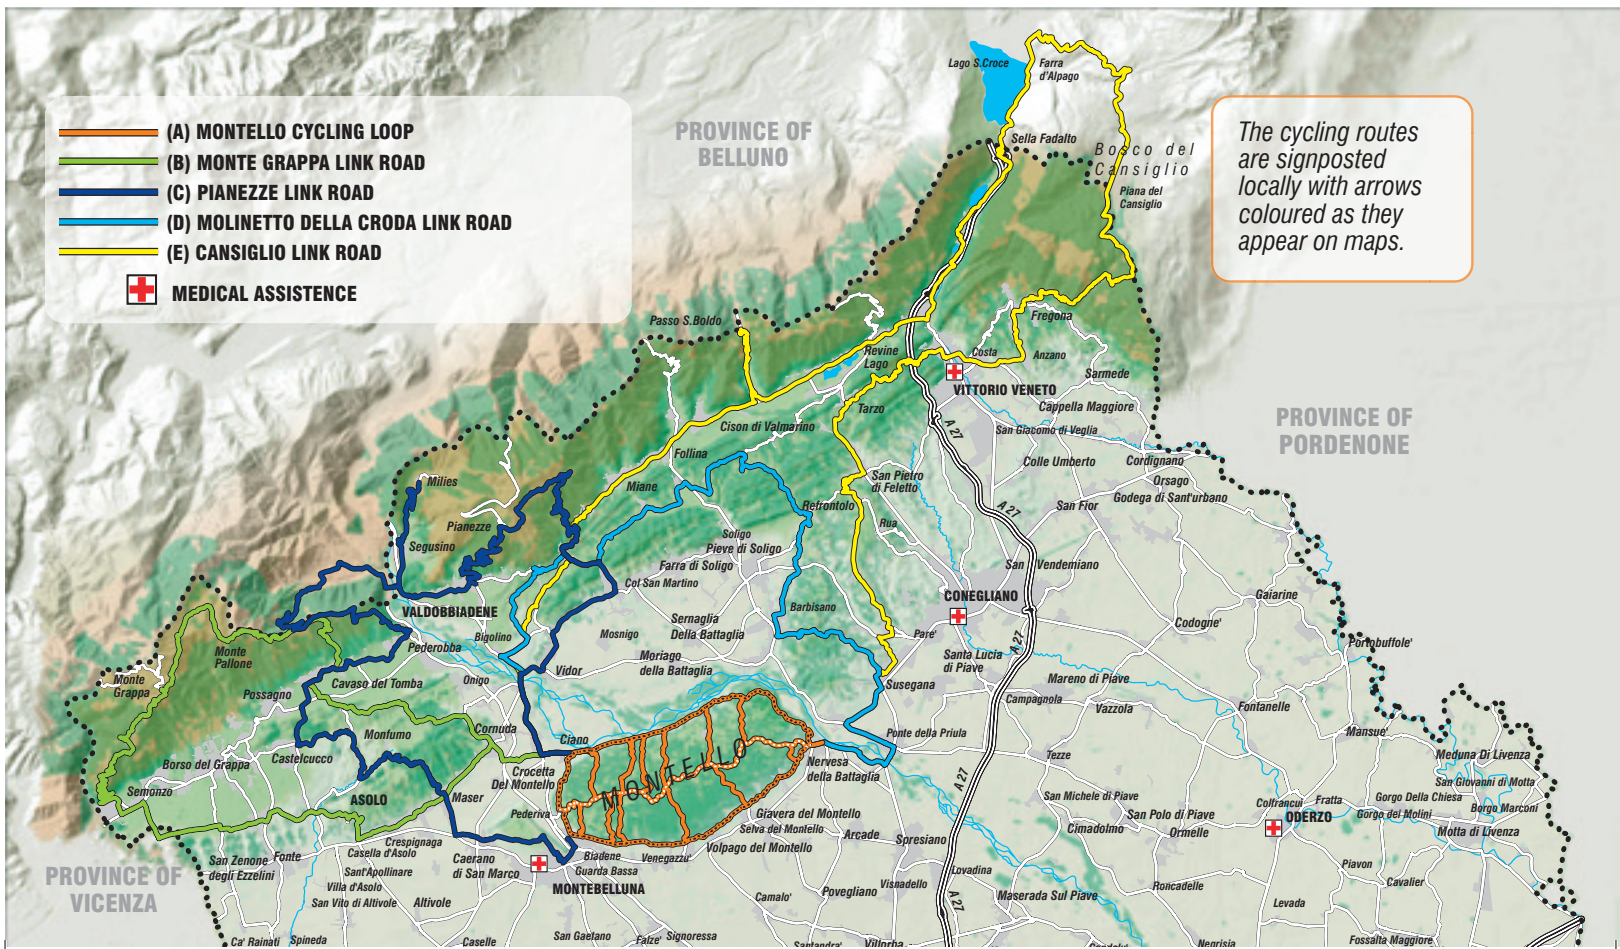 (A) MONTELLO CYCLING LOOP
(B) MONTE GRAPPA LINK ROAD
(C) PIANEZZE LINK ROAD
(D) MOLINETTO DELLA CRODA LINK ROAD
(E) CANSIGLIO LINK ROAD
MEDICAL ASSISTENCE
The cycling routes
are signposted
locally with arrows
coloured as they
appear on maps.
PROVINCE OF
BELLUNO
Lago S.Croce
Farra
d'Alpago
Sella Fadalto
Bosco del
Cansiglio
Piana del
Cansiglio
Passo S.Boldo
Fregona
Revine
Lago
Costa
Anzano
Sarmede
VITTORIO VENETO
Tarzo
Cappella Maggiore
PROVINCE OF
PORDENONE
Cison di Valmarino
A 27
San Giacomo di Veglia
Follina
Colle Umberto
Cordignano
Orsago
Godega di Sant'urbano
Milies
Miane
San Pietro
di Feletto
Refrontolo
A 27
San Fior
Pianezze
Rua
Segusino
Soligo
Pieve di Soligo
Farra di Soligo
Col San Martino
San Vendemiano
CONEGLIANO
Gaiarine
VALDOBBIADENE
Barbisano
Sernaglia
Della Battaglia
Codogne'
Bigolino
Mosnigo
Pare'
A 27
Portobuffole'
Pederobba
Monte
Pallone
Moriago
della Battaglia
Santa Lucia
di Piave
Vidor
Monte
Grappa
Onigo
Mareno di Piave
Possagno
Cavaso del Tomba
Susegana
Campagnola
Vazzola
Fontanelle
Cornuda
Monfumo
Ciano
Ponte della Priula
Mansue'
Castelcucco
Borso del Grappa
MONTELLO
Nervesa
della Battaglia
Tezze
Meduna Di Livenza
Crocetta
Del Montello
A 27
San Giovanni di Motta
Semonzo
ASOLO
Maser
San Michele di Piave
Coltrancui
Fratta
Gorgo Della Chiesa
Borgo Marconi
Pederiva
Giavera del Montello
San Polo di Piave
ODERZO
Gorgo dei Molini
Selva del Montello
Arcade
Cimadolmo
Ormelle
Motta di Livenza
Crespignaga
Spresiano
Volpago del Montello
Casella d'Asolo
San Zenone
degli Ezzelini
Fonte
Caerano
di San Marco
Biadene
Venegazzu'
Guarda Bassa
Piavon
PROVINCE OF
VICENZA
Sant'Apollinare
Villa d'Asolo
San Vito di Altivole
MONTEBELLUNA
Lovadina
Visnadello
Povegliano
Roncadelle
Cavalier
Altivole
Camalo'
A 27
Maserada Sul Piave
Levada
Ca' Rainati
Spineda
Caselle
San Gaetano
Falze'
Signoressa
Santandra'
Villorba
Negrisia
Fossalta Maggiore